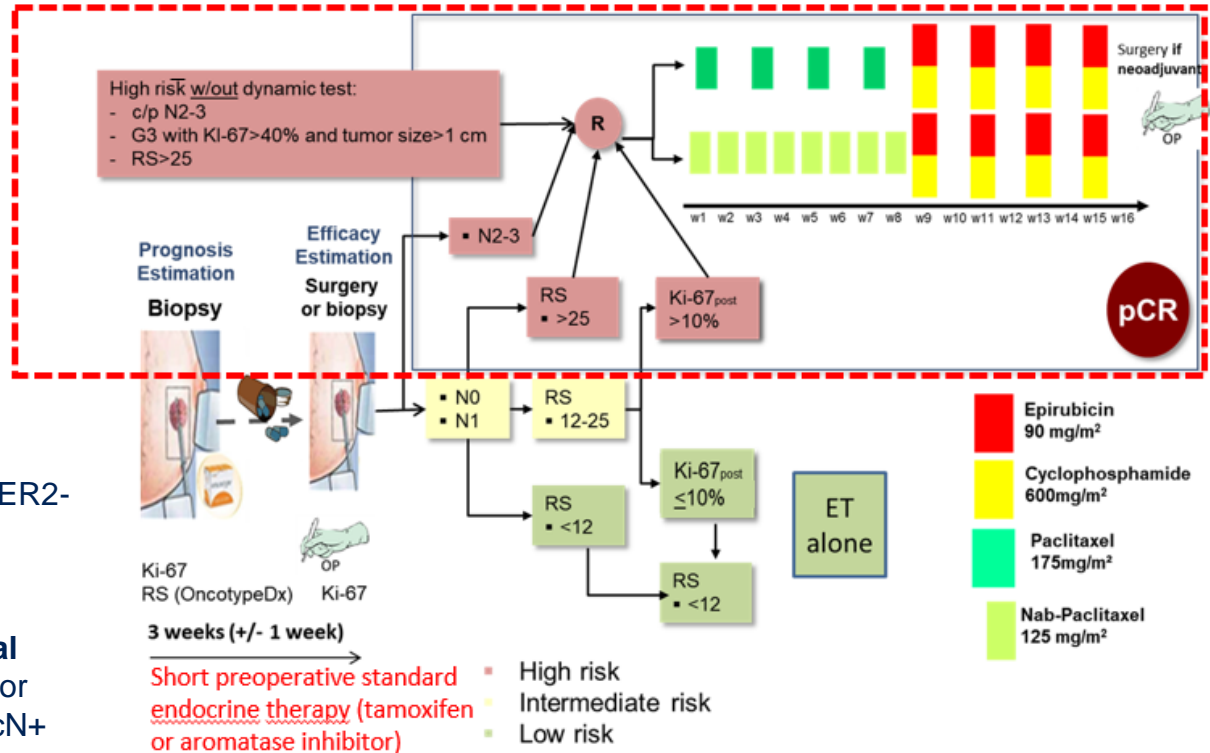 High risk w/out dynamic test:
- c/p N2-3
- G3 with KI-67>40% and tumor size>1 cm
- RS>25
R
Surgery if
neoadjuvant
OP
w1 w2 w3 w4 w5 w6 w7 w8 w9 w10 w11 w12 w13 w14 w15 w16
▪ N2-3
Prognosis
Estimation
Biopsy
Efficacy
Estimation
Surgery
or biopsy
RS
▪ >25
Ki-67post
>10%
pCR
▪ N0
▪ N1
RS
▪ 12-25
RS
▪ <12
Ki-67post
≤10%
RS
▪ <12
ET
alone
Epirubicin
90 mg/m²
Cyclophosphamide
600mg/m²
Paclitaxel
175mg/m²
Nab-Paclitaxel
125 mg/m²
ER2-
Ki-67
RS (OncotypeDx)
OP
Ki-67
al
or
cN+
3 weeks (+/- 1 week)
Short preoperative standard
endocrine therapy (tamoxifen
or aromatase inhibitor)
▪ High risk
▪ Intermediate risk
▪ Low risk